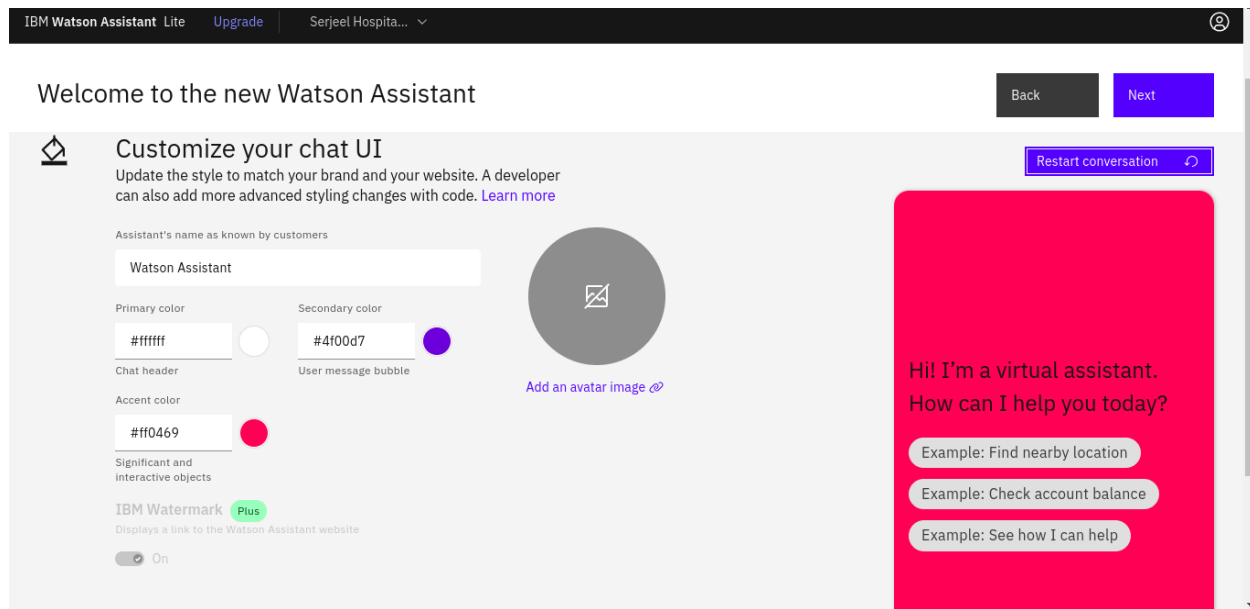 IBM Watson Assistant Lite Upgrade Serjeel Hospita...
Welcome to the new Watson Assistant
Back
Next
Customize your chat UI
Update the style to match your brand and your website. A developer
can also add more advanced styling changes with code. Learn more
Assistant's name as known by customers
Watson Assistant
Primary color
Secondary color
#ffffff
#4f00d7
Chat header
User message bubble
Accent color
#ff0469
Significant and
interactive objects
IBM Watermark Plus
Displays a link to the Watson Assistant website
On
Add an avatar image
Restart conversation
Hi! I'm a virtual assistant.
How can I help you today?
Example: Find nearby location
Example: Check account balance
Example: See how I can help